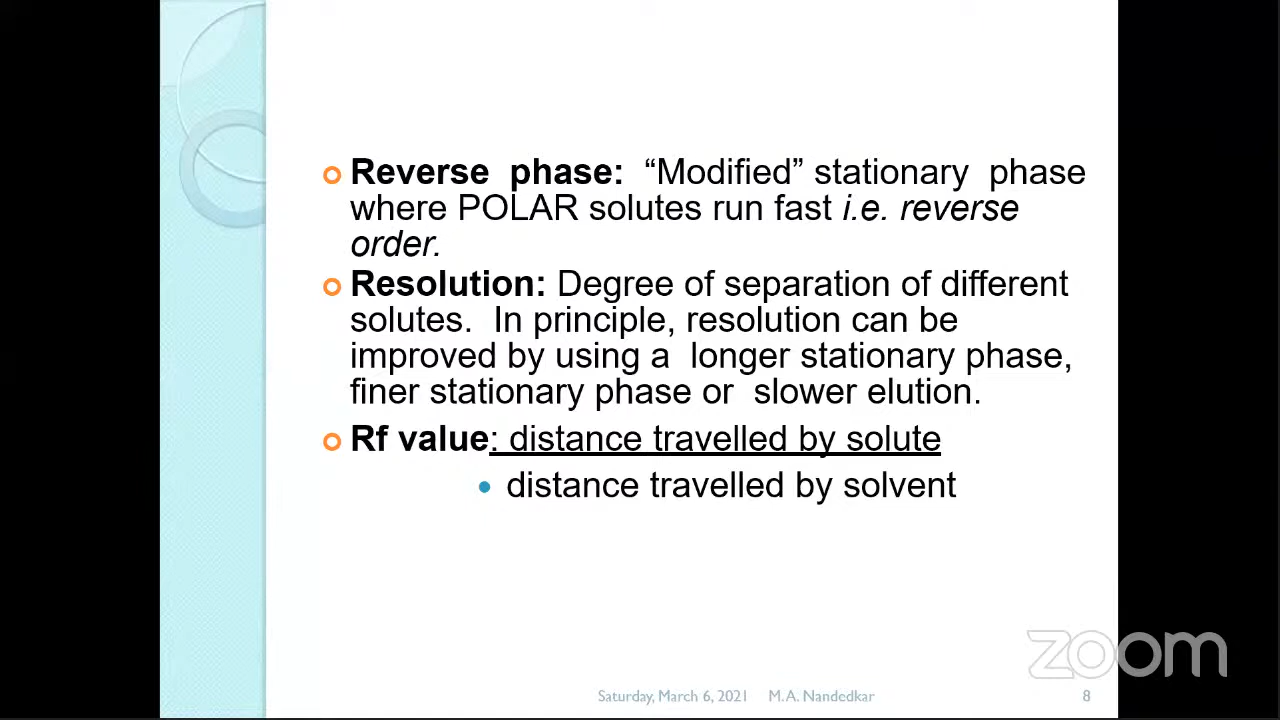 Reverse phase: “Modified” stationary phase
where POLAR solutes run fast i.e. reverse
order.
Resolution: Degree of separation of different
solutes. In principle, resolution can be
improved by using a longer stationary phase,
finer stationary phase or slower elution.
Rf value: distance travelled by solute
distance travelled by solvent
zoom
Saturday, March 6, 2021 M.A. Nandedkar 8